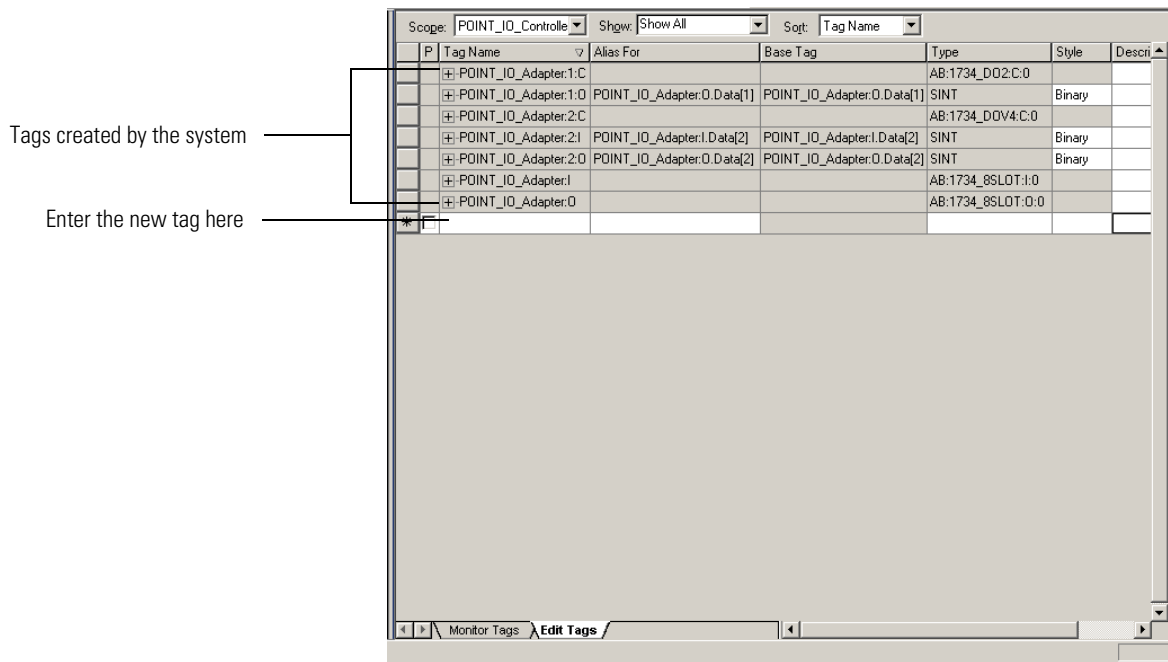 Scope: POINT_IO_Controlle Show: Show All Sort: Tag Name
P Tag Name Alias For Base Tag Type Style Descri
POINT_IO_Adapter:1:C AB:1734_DO2:C:0
POINT_IO_Adapter:1:O POINT_IO_Adapter:O.Data[1] POINT_IO_Adapter:O.Data[1] SINT Binary
POINT_IO_Adapter:2:C AB:1734_DOV4:C:0
Tags created by the system
POINT_IO_Adapter:2:I POINT_IO_Adapter:I.Data[2] POINT_IO_Adapter:I.Data[2] SINT Binary
POINT_IO_Adapter:2:O POINT_IO_Adapter:O.Data[2] POINT_IO_Adapter:O.Data[2] SINT Binary
POINT_IO_Adapter:I AB:1734_8SLOT:I:0
POINT_IO_Adapter:O AB:1734_8SLOT:O:0
Enter the new tag here
Monitor Tags Edit Tags